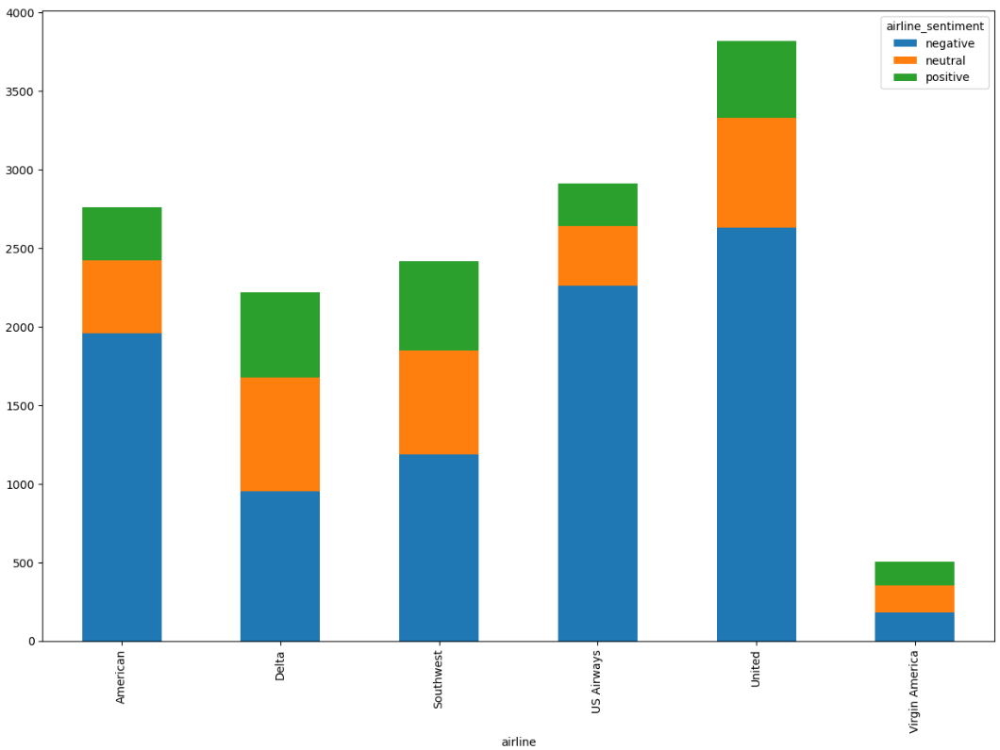 4000
3500
3000
2500
2000
1500
1000
500
0
airline_sentiment
negative
neutral
positive
American
Delta
Southwest
US Airways
United
Virgin America
airline